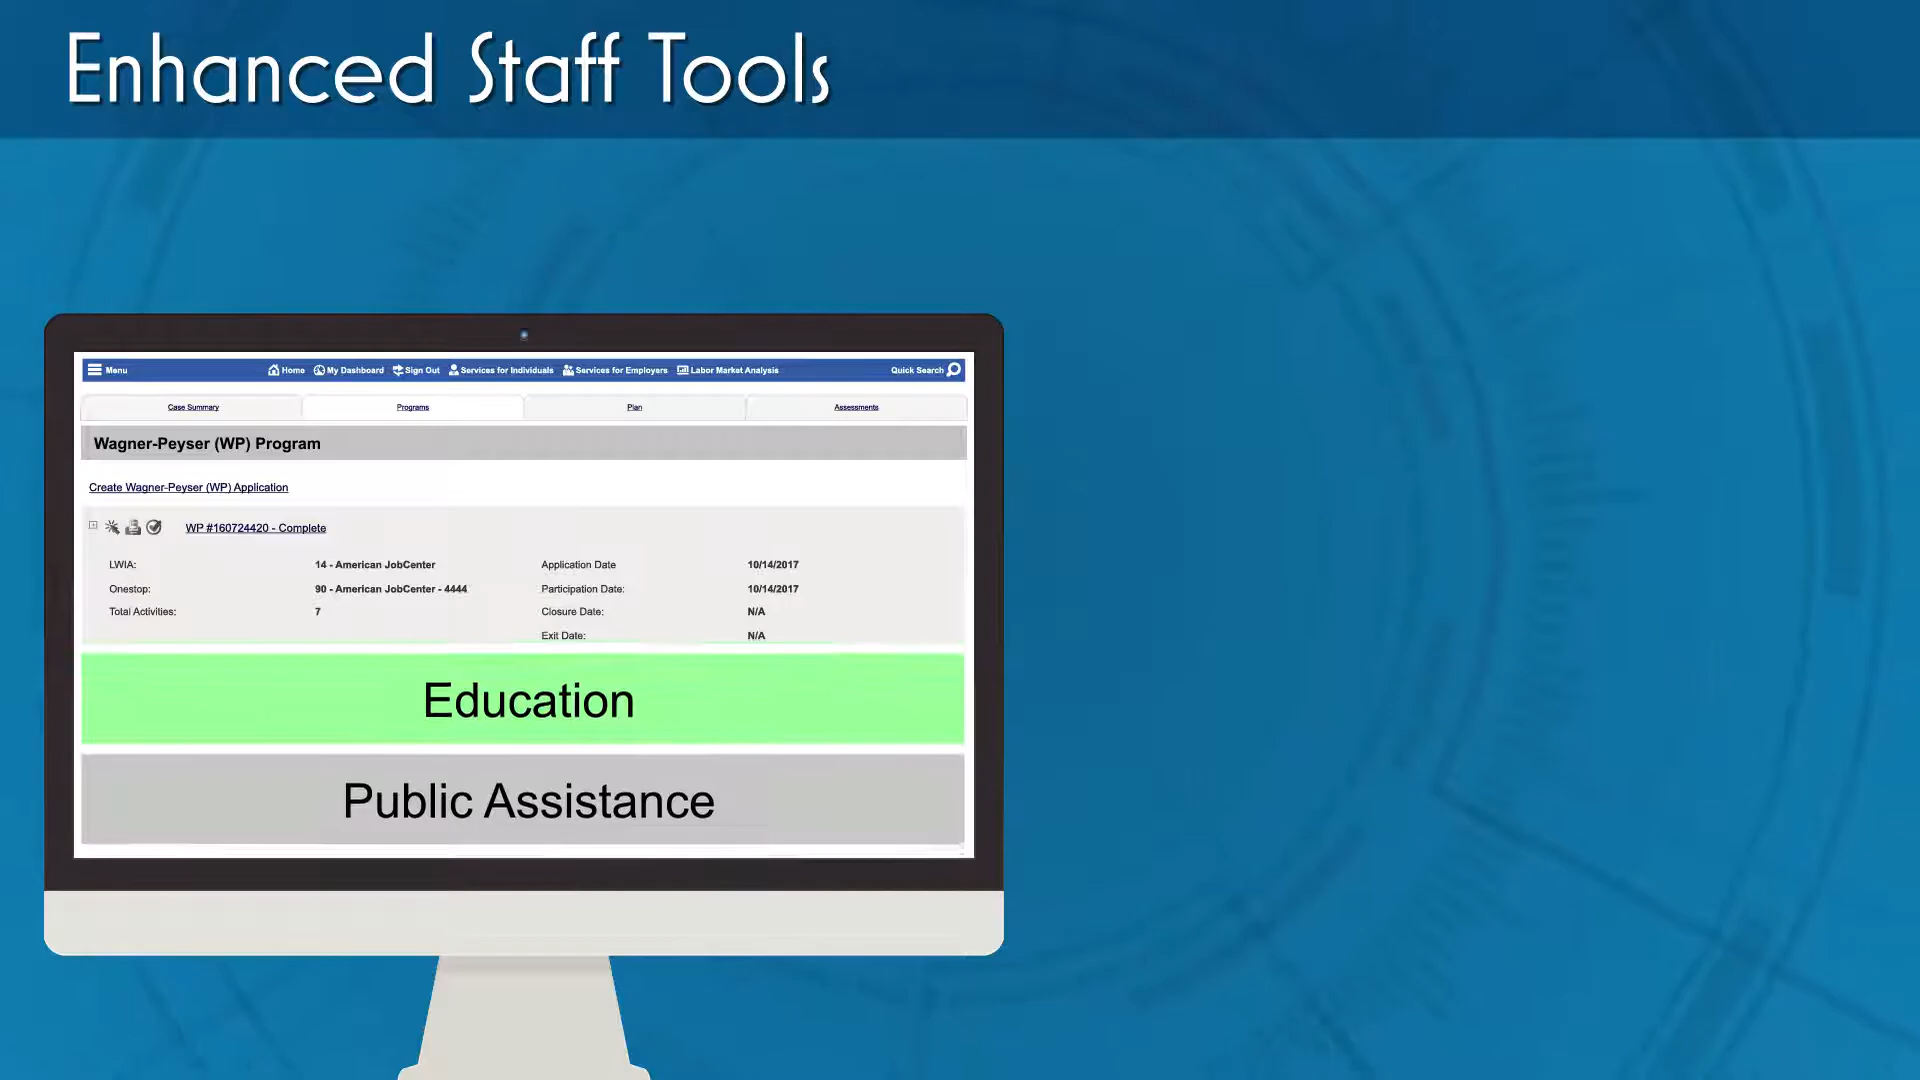 Enhanced Staff Tools
Menu Home My Dashboard Sign Out Services for Individuals Services for Employers Labor Market Analysis Quick Search
Case Summary Programs Plan Assessments
Wagner-Peyser (WP) Program
Create Wagner-Peyser (WP) Application
WP #160724420 - Complete
LWIA: 14 - American JobCenter Application Date 10/14/2017
Onestop: 90 - American JobCenter - 4444 Participation Date: 10/14/2017
Total Activities: 7 Closure Date: N/A
Exit Date: N/A
Education
Public Assistance